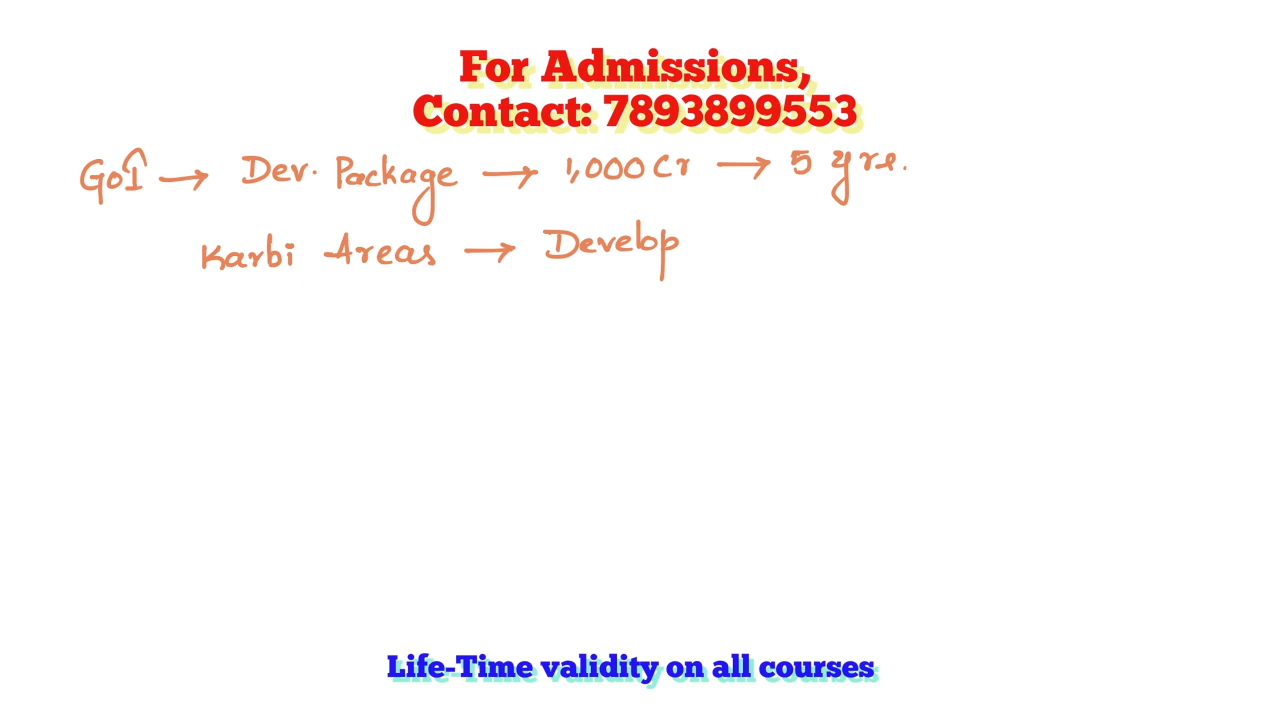 For Admissions,
Contact: 7893899553
GoI → Dev. Package → 1,000 Cr → 5 yrs.
Karbi Areas → Develop
Life-Time validity on all courses